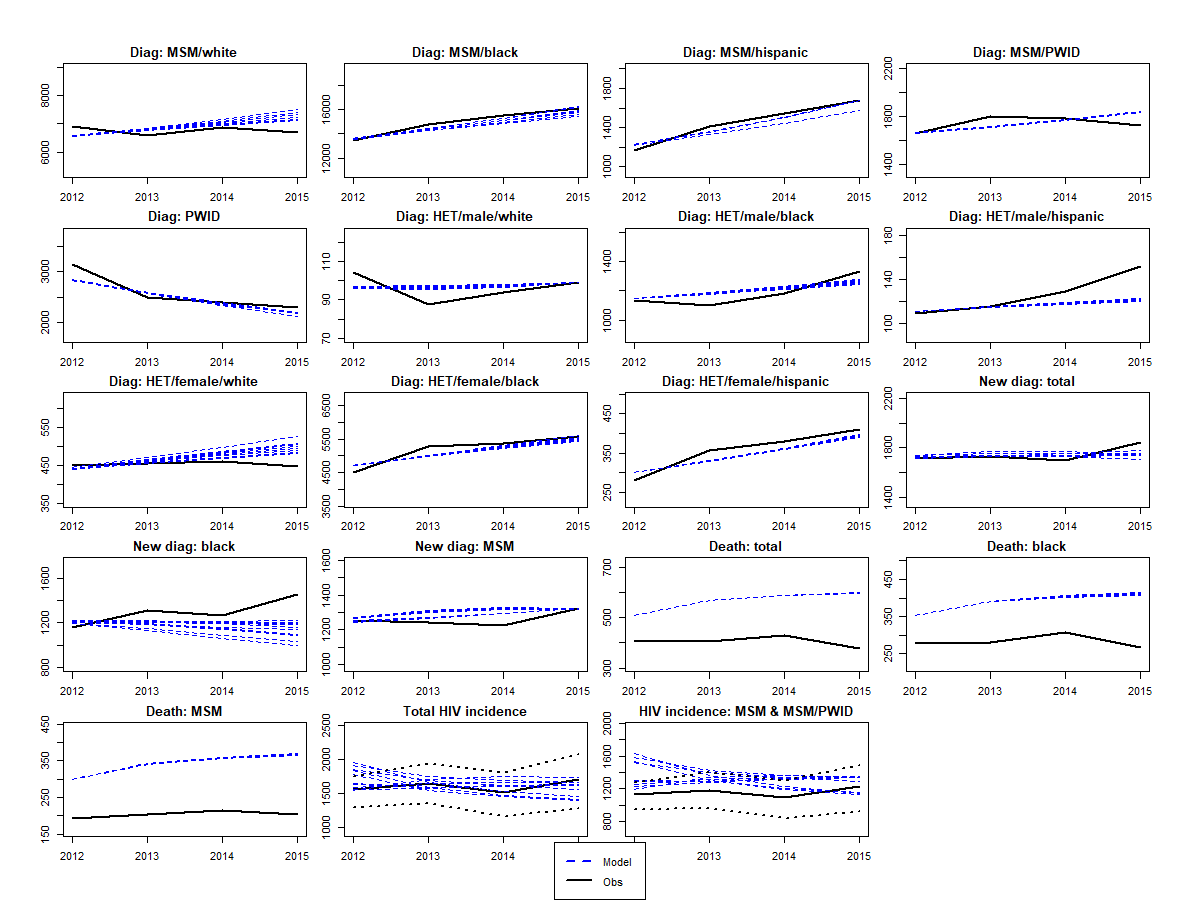 Diag: MSM/white
Diag: MSM/black
Diag: MSM/hispanic
Diag: MSM/PWID
6000 8000
12000 16000
1000 1400 1800
1400 1800 2200
2012 2013 2014 2015
2012 2013 2014 2015
2012 2013 2014 2015
2012 2013 2014 2015
Diag: PWID
Diag: HET/male/white
Diag: HET/male/black
Diag: HET/male/hispanic
2000 3000
70 90 110
1000 1400
100 140 180
2012 2013 2014 2015
2012 2013 2014 2015
2012 2013 2014 2015
2012 2013 2014 2015
Diag: HET/female/white
Diag: HET/female/black
Diag: HET/female/hispanic
New diag: total
350 450 550
3500 4500 5500 6500
250 350 450
1400 1800 2200
2012 2013 2014 2015
2012 2013 2014 2015
2012 2013 2014 2015
2012 2013 2014 2015
New diag: black
New diag: MSM
Death: total
Death: black
800 1200 1600
1000 1200 1400 1600
300 500 700
250 350 450
2012 2013 2014 2015
2012 2013 2014 2015
2012 2013 2014 2015
2012 2013 2014 2015
Death: MSM
Total HIV incidence
HIV incidence: MSM & MSM/PWID
150 250 350 450
1000 1500 2000 2500
800 1200 1600 2000
2012 2013 2014 2015
2012 2013 2014
2013 2014 2015
Model
Obs